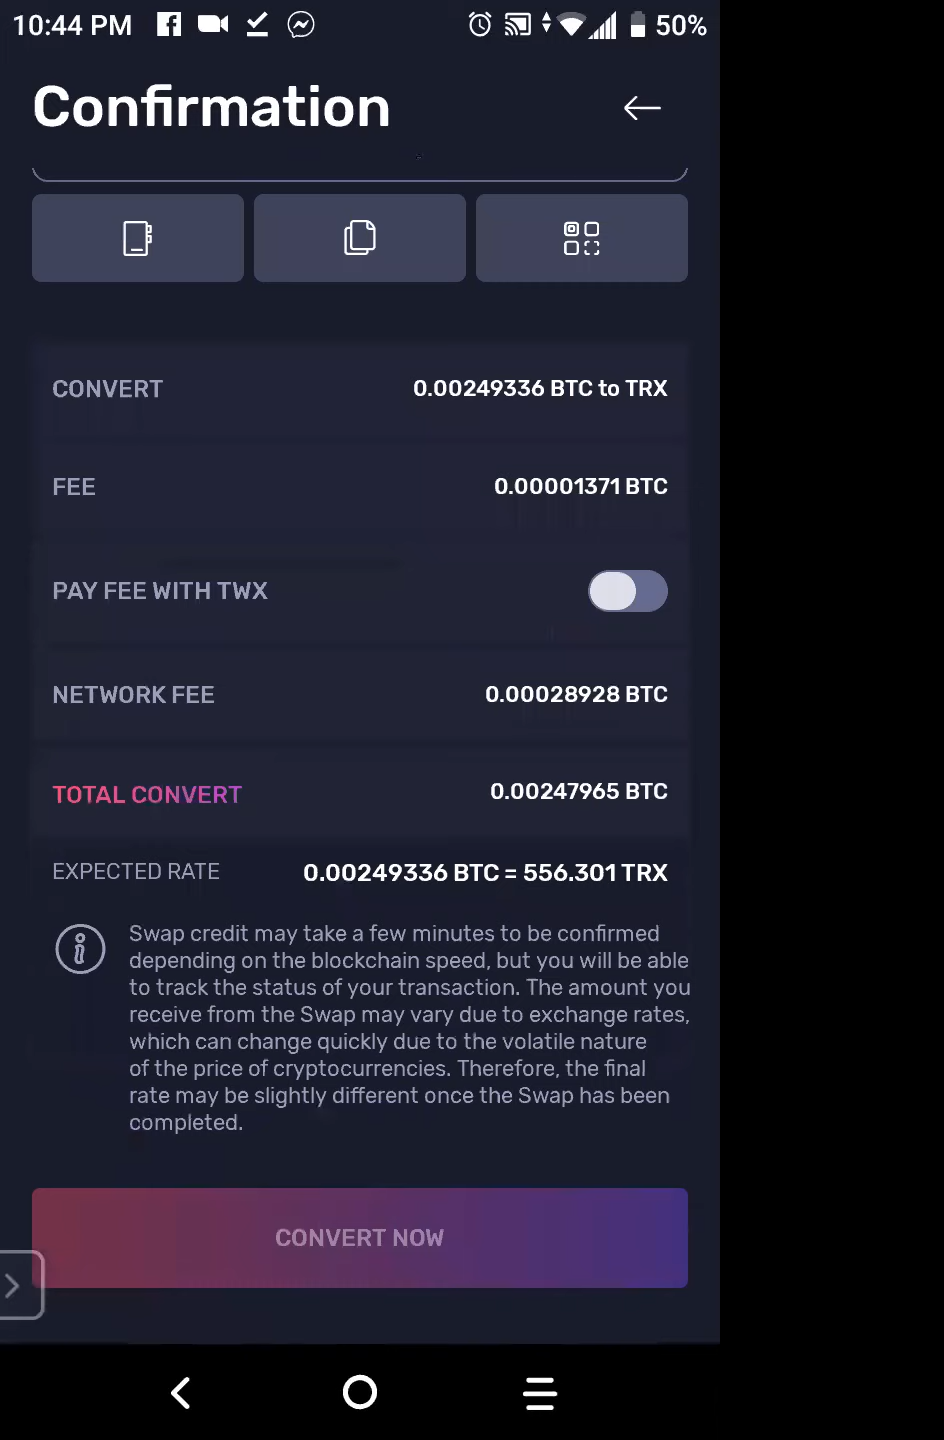 10:44 PM 50%
Confirmation
CONVERT 0.00249336 BTC to TRX
FEE 0.00001371 BTC
PAY FEE WITH TWX
NETWORK FEE 0.00028928 BTC
TOTAL CONVERT 0.00247965 BTC
EXPECTED RATE 0.00249336 BTC = 556.301 TRX
Swap credit may take a few minutes to be confirmed
depending on the blockchain speed, but you will be able
to track the status of your transaction. The amount you
receive from the Swap may vary due to exchange rates,
which can change quickly due to the volatile nature
of the price of cryptocurrencies. Therefore, the final
rate may be slightly different once the Swap has been
completed.
CONVERT NOW